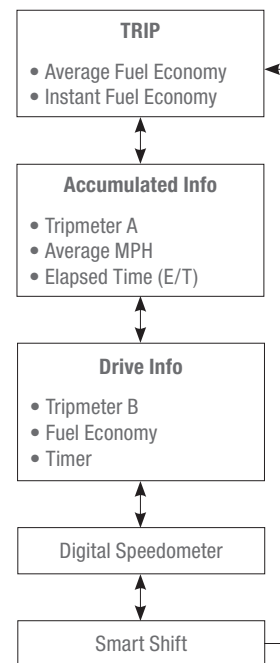 TRIP
• Average Fuel Economy
• Instant Fuel Economy
Accumulated Info
• Tripmeter A
• Average MPH
• Elapsed Time (E/T)
Drive Info
• Tripmeter B
• Fuel Economy
• Timer
Digital Speedometer
Smart Shift